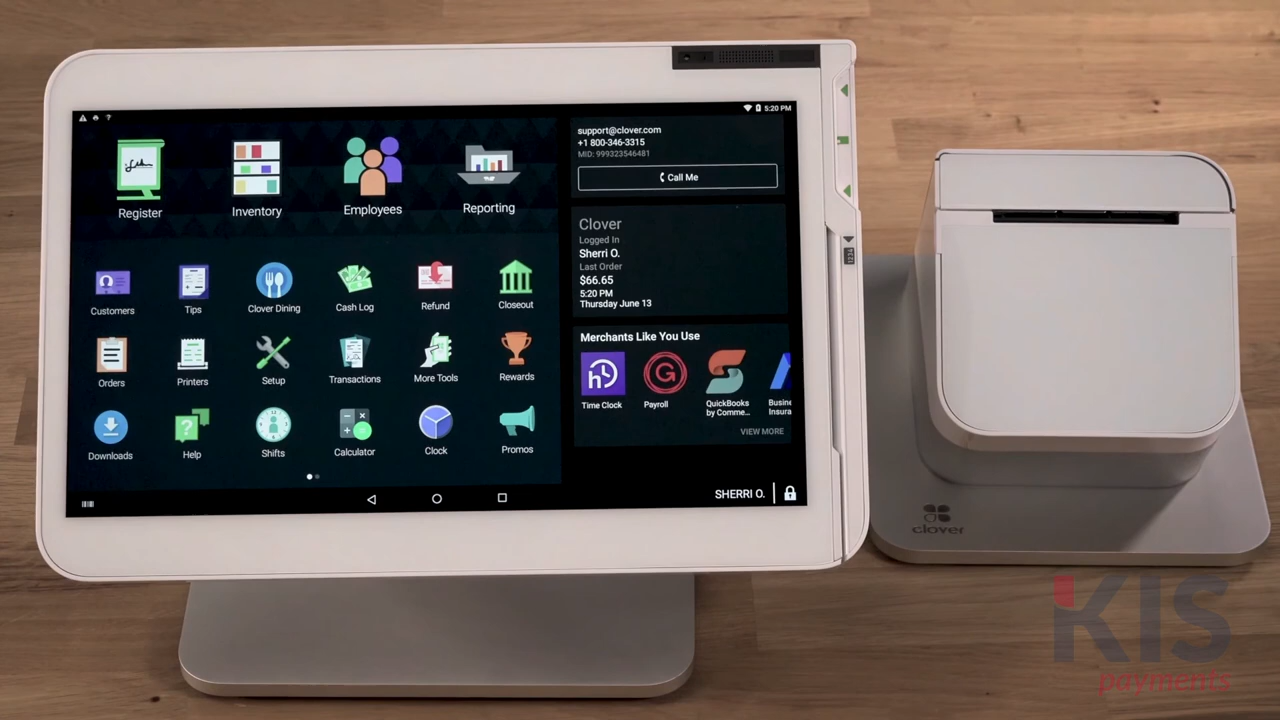 5:20 PM
Register
Inventory
Employees
Reporting
Customers
Tips
Clover Dining
Cash Log
Refund
Closeout
Orders
Printers
Setup
Transactions
More Tools
Rewards
Downloads
Help
Shifts
Calculator
Clock
Promos
support@clover.com
+1 800-346-3315
MID: 999323546481
Call Me
Clover
Logged In
Sherri O.
Last Order
$66.65
5:20 PM
Thursday June 13
Merchants Like You Use
Time Clock
Payroll
QuickBooks
by Comme...
Busine
Insura
VIEW MORE
SHERRI O.
clover
KIS
payments